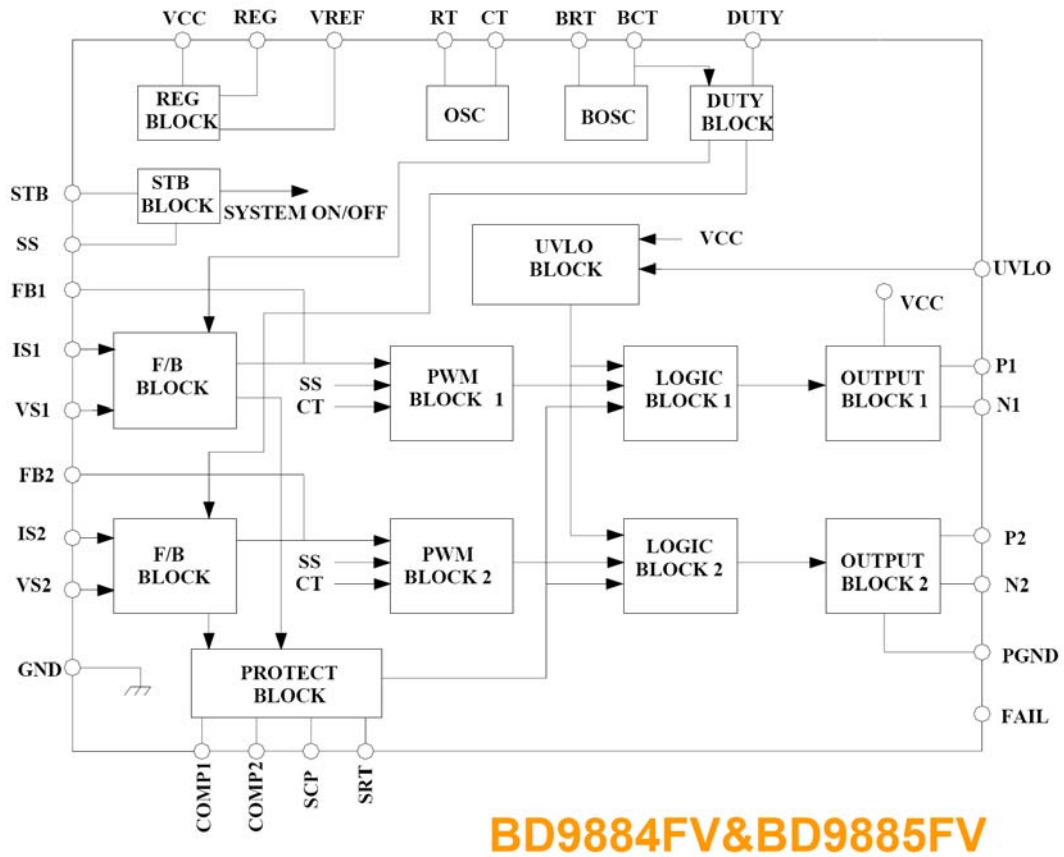 VCC REG VREF RT CT BRT BCT DUTY
REG
BLOCK
OSC
BOSC
DUTY
BLOCK
STB
STB
BLOCK
SYSTEM ON/OFF
SS
UVLO
BLOCK
VCC
UVLO
FB1
VCC
IS1
VS1
F/B
BLOCK
SS
CT
PWM
BLOCK 1
LOGIC
BLOCK 1
OUTPUT
BLOCK 1
P1
N1
FB2
IS2
VS2
F/B
BLOCK
SS
CT
PWM
BLOCK 2
LOGIC
BLOCK 2
OUTPUT
BLOCK 2
P2
N2
GND
PROTECT
BLOCK
PGND
FAIL
COMP1
COMP2
SCP
SRT
BD9884FV&BD9885FV